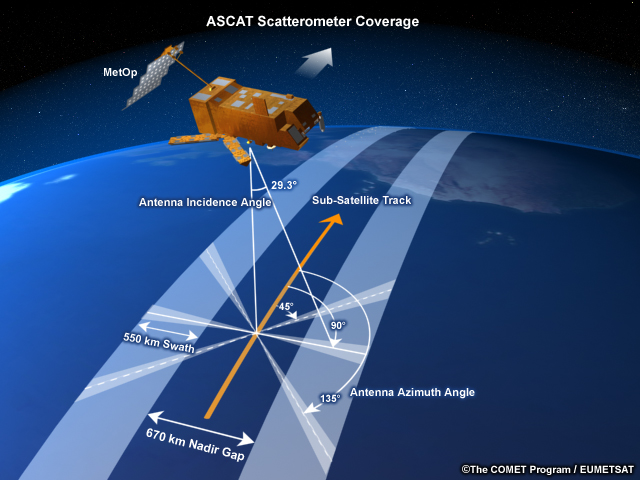 ASCAT Scatterometer Coverage
MetOp
29.3°
Antenna Incidence Angle
Sub-Satellite Track
45°
90°
550 km Swath
135°
Antenna Azimuth Angle
670 km Nadir Gap
©The COMET Program / EUMETSAT